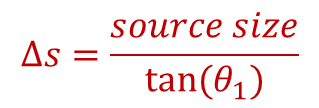 Δs = source size / tan(θ₁)